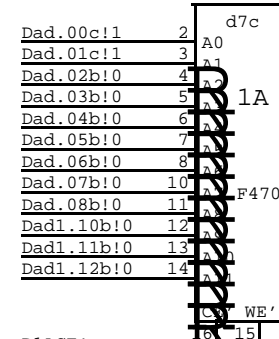 d7c
Dad.00c!1 2 A0
Dad.01c!1 3 A1
Dad.02b!0 4 A2
Dad.03b!0 5 1A
Dad.04b!0 6
Dad.05b!0 7
Dad.06b!0 8
Dad.07b!0 10 F470
Dad.08b!0 11
Dad1.10b!0 12
Dad1.11b!0 13
Dad1.12b!0 14
WE'
15